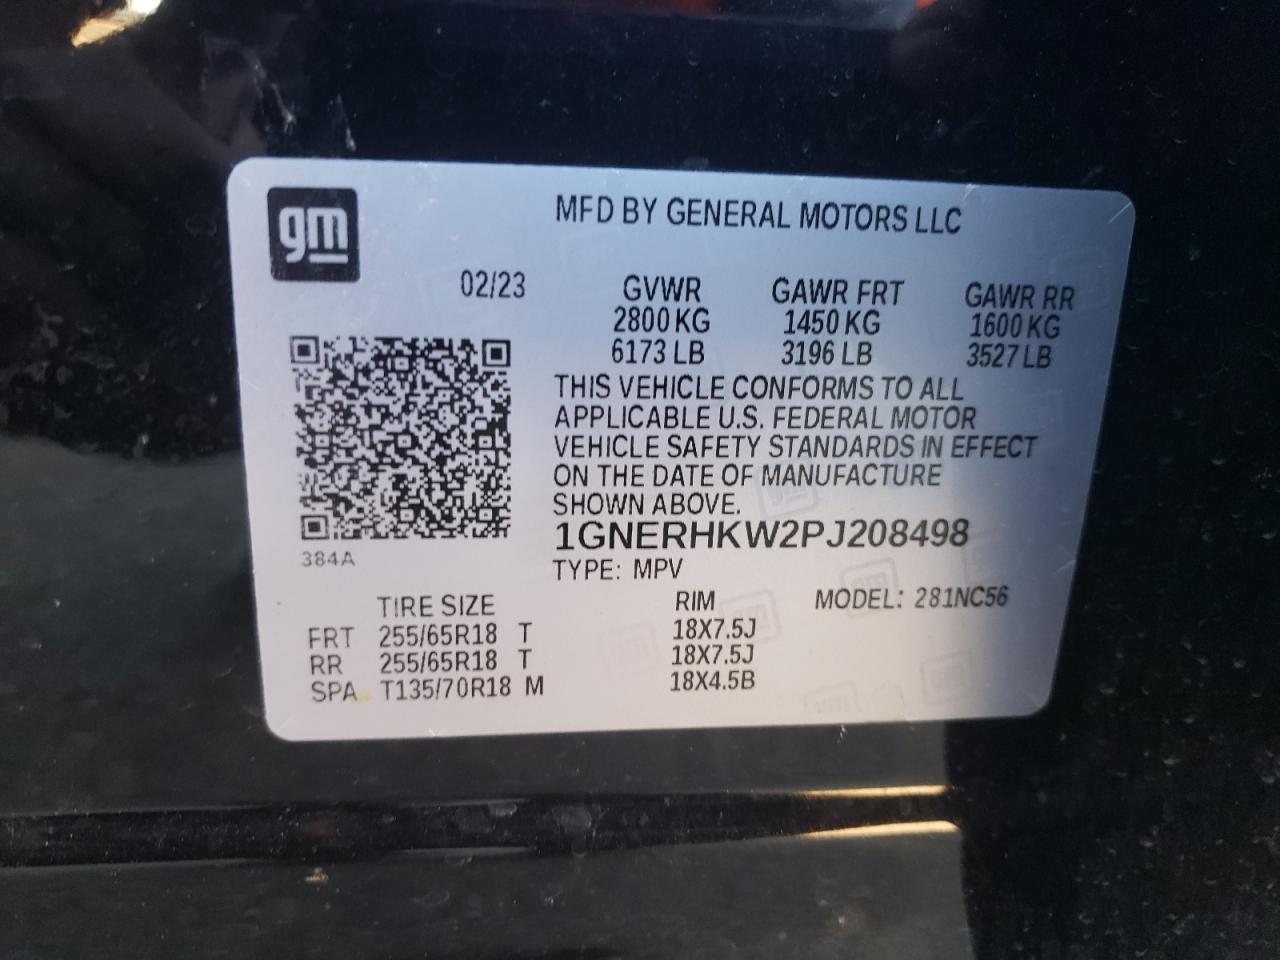 gm
MFD BY GENERAL MOTORS LLC
02/23 GVWR GAWR FRT GAWR RR
2800 KG 1450 KG 1600 KG
6173 LB 3196 LB 3527 LB
THIS VEHICLE CONFORMS TO ALL
APPLICABLE U.S. FEDERAL MOTOR
VEHICLE SAFETY STANDARDS IN EFFECT
ON THE DATE OF MANUFACTURE
SHOWN ABOVE.
1GNERHKW2PJ208498
384A
TYPE: MPV
TIRE SIZE RIM MODEL: 281NC56
FRT 255/65R18 T 18X7.5J
RR 255/65R18 T 18X7.5J
SPA T135/70R18 M 18X4.5B